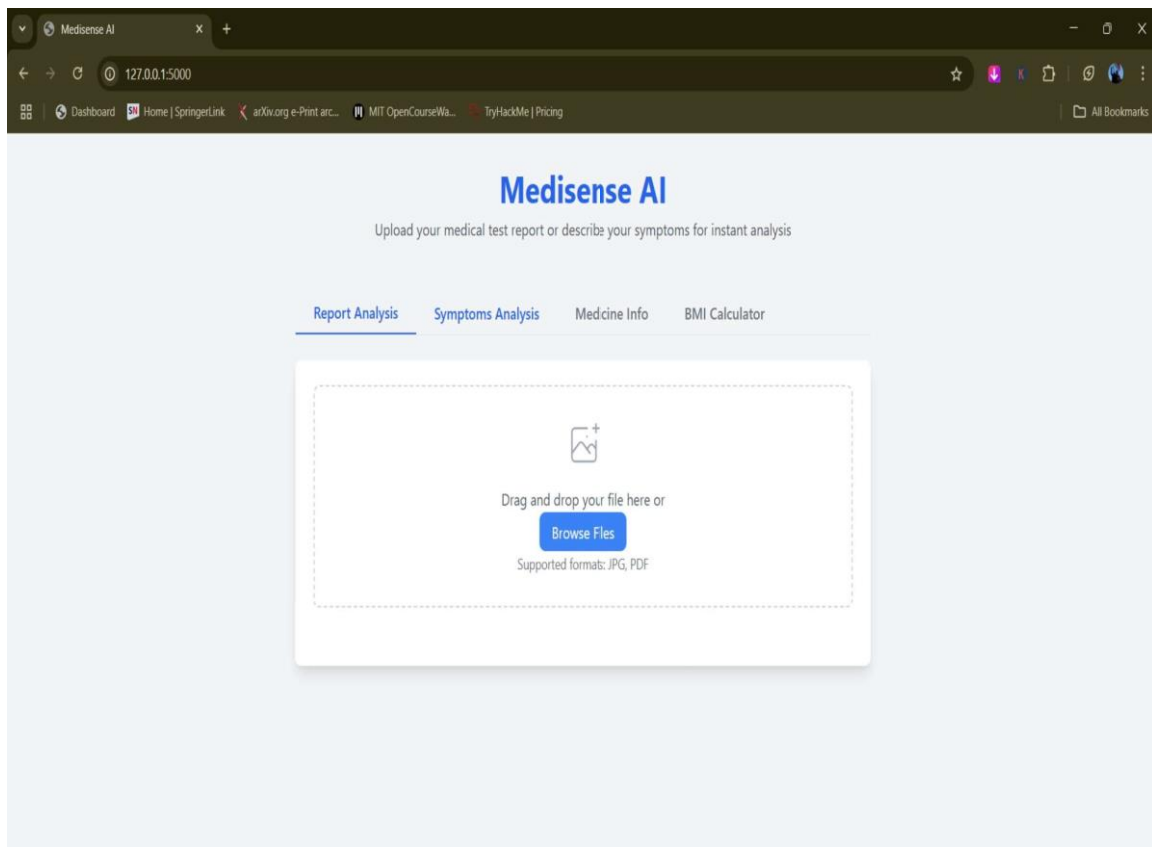 Medisense AI
127.0.0.1:5000
Dashboard SN Home | SpringerLink arXiv.org e-Print arc... MIT OpenCourseWa... TryHackMe | Pricing All Bookmarks
Medisense AI
Upload your medical test report or describe your symptoms for instant analysis
Report Analysis Symptoms Analysis Medicine Info BMI Calculator
Drag and drop your file here or
Browse Files
Supported formats: JPG, PDF